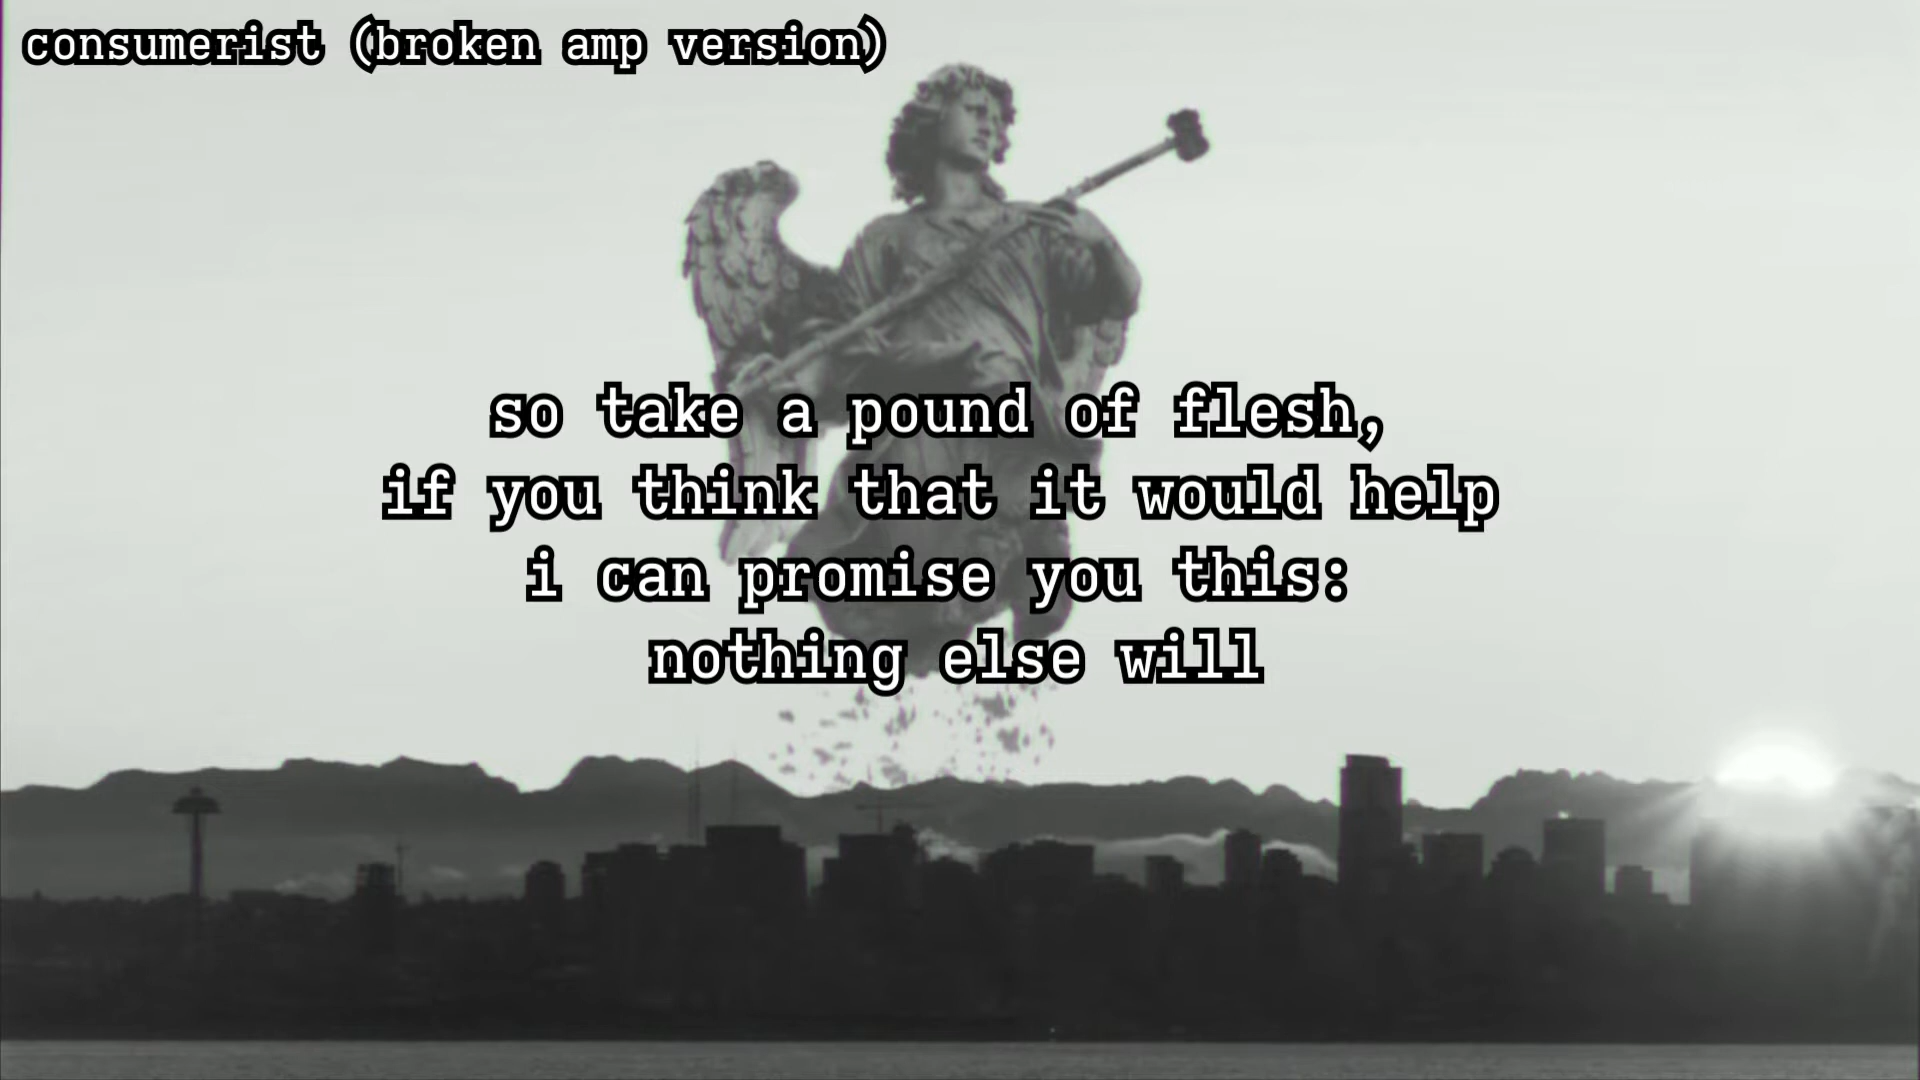 consumerist (broken amp version)
so take a pound of flesh,
if you think that it would help
i can promise you this:
nothing else will